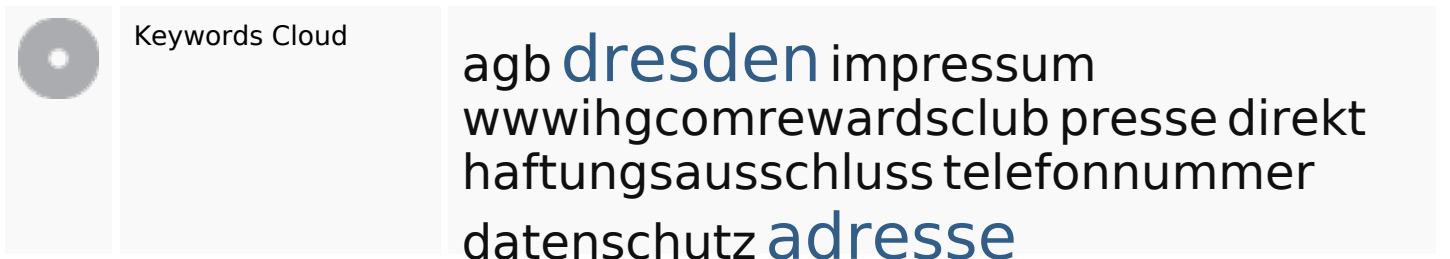 Keywords Cloud
agb dresden impressum
wwwihgcomrewardsclub presse direkt
haftungsausschluss telefonnummer
datenschutz adresse